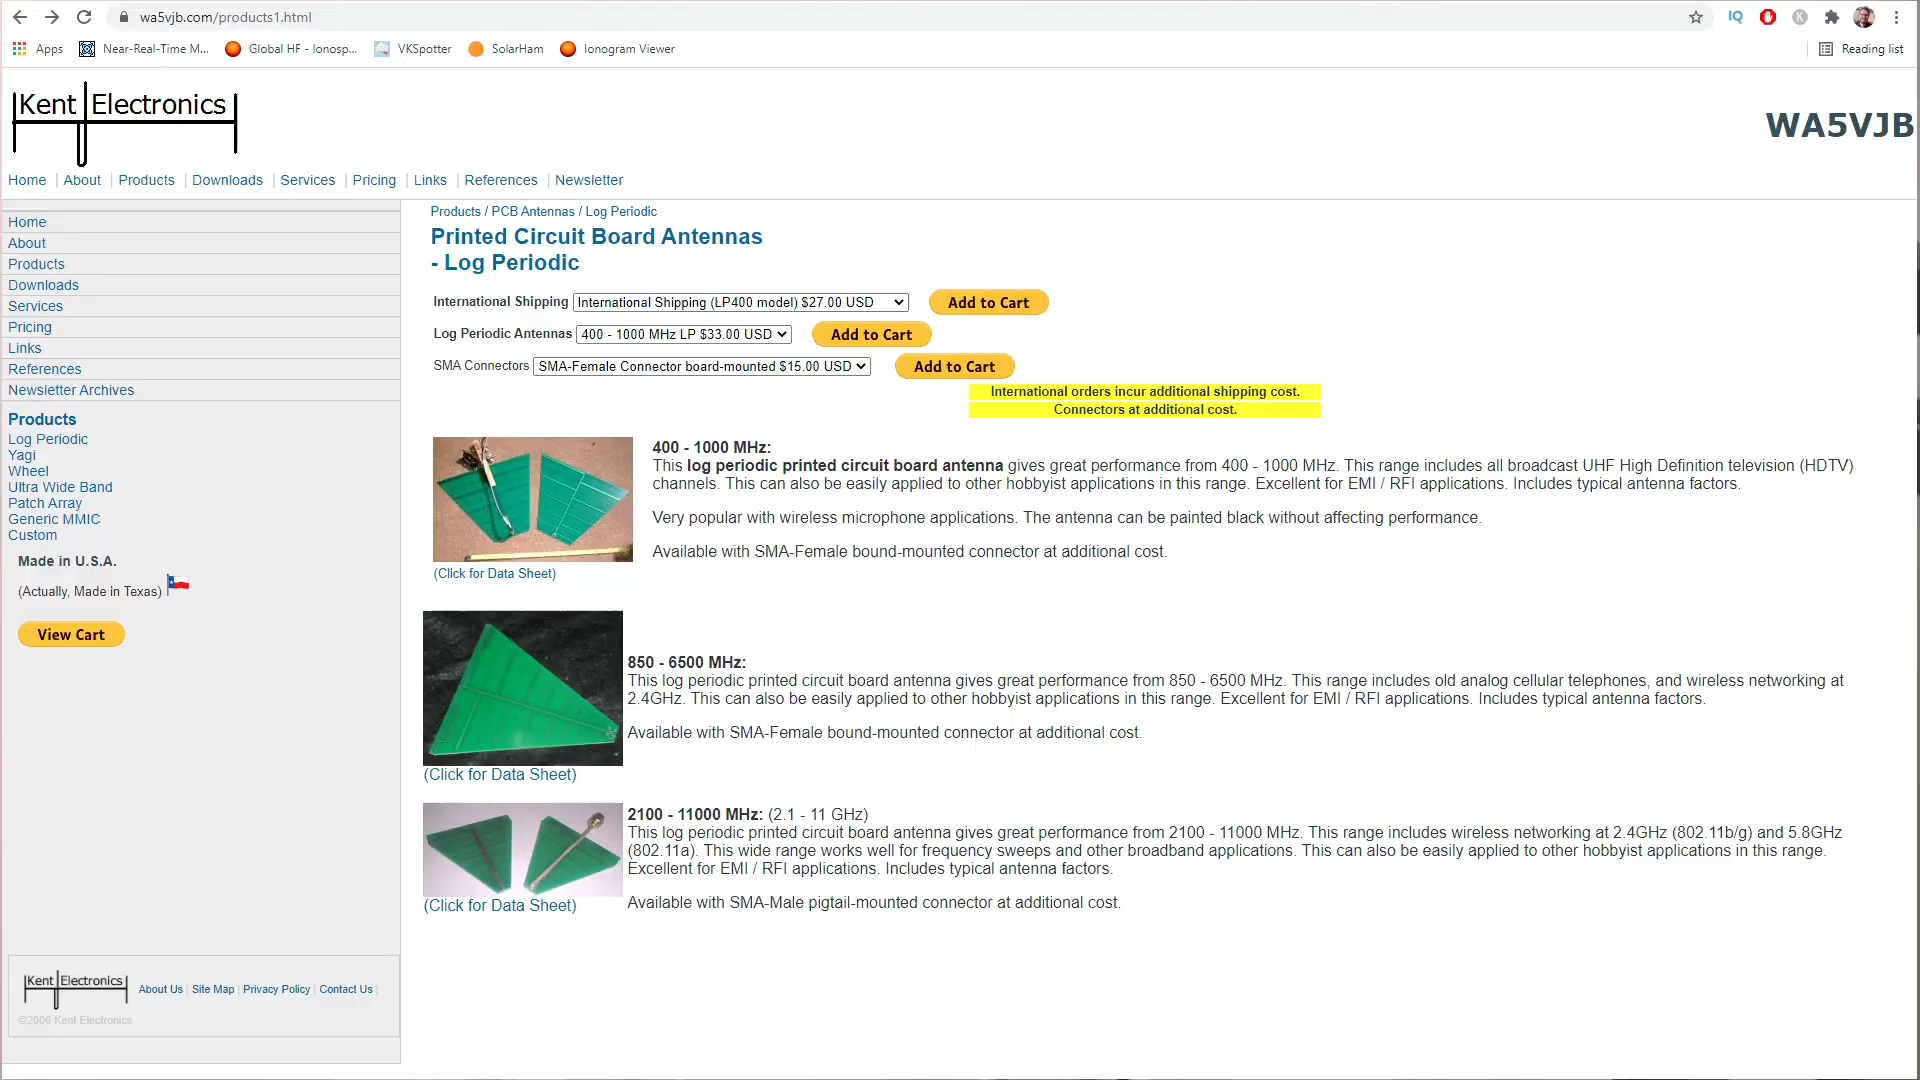 wa5vjb.com/products1.html
Apps Near-Real-Time M... Global HF - Ionosp... VKSpotter SolarHam Ionogram Viewer Reading list
Kent Electronics
WA5VJB
Home | About | Products | Downloads | Services | Pricing | Links | References | Newsletter
Home
About
Products
Downloads
Services
Pricing
Links
References
Newsletter Archives
Products
Log Periodic
Yagi
Wheel
Ultra Wide Band
Patch Array
Generic MMIC
Custom
Made in U.S.A.
(Actually, Made in Texas)
View Cart
Products / PCB Antennas / Log Periodic
Printed Circuit Board Antennas
- Log Periodic
International Shipping International Shipping (LP400 model) $27.00 USD Add to Cart
Log Periodic Antennas 400 - 1000 MHz LP $33.00 USD Add to Cart
SMA Connectors SMA-Female Connector board-mounted $15.00 USD Add to Cart
International orders incur additional shipping cost.
Connectors at additional cost.
400 - 1000 MHz:
This log periodic printed circuit board antenna gives great performance from 400 - 1000 MHz. This range includes all broadcast UHF High Definition television (HDTV)
channels. This can also be easily applied to other hobbyist applications in this range. Excellent for EMI / RFI applications. Includes typical antenna factors.
Very popular with wireless microphone applications. The antenna can be painted black without affecting performance.
Available with SMA-Female bound-mounted connector at additional cost.
(Click for Data Sheet)
850 - 6500 MHz:
This log periodic printed circuit board antenna gives great performance from 850 - 6500 MHz. This range includes old analog cellular telephones, and wireless networking at
2.4GHz. This can also be easily applied to other hobbyist applications in this range. Excellent for EMI / RFI applications. Includes typical antenna factors.
Available with SMA-Female bound-mounted connector at additional cost.
(Click for Data Sheet)
2100 - 11000 MHz: (2.1 - 11 GHz)
This log periodic printed circuit board antenna gives great performance from 2100 - 11000 MHz. This range includes wireless networking at 2.4GHz (802.11b/g) and 5.8GHz
(802.11a). This wide range works well for frequency sweeps and other broadband applications. This can also be easily applied to other hobbyist applications in this range.
Excellent for EMI / RFI applications. Includes typical antenna factors.
Available with SMA-Male pigtail-mounted connector at additional cost.
(Click for Data Sheet)
Kent Electronics
About Us | Site Map | Privacy Policy | Contact Us |
©2006 Kent Electronics